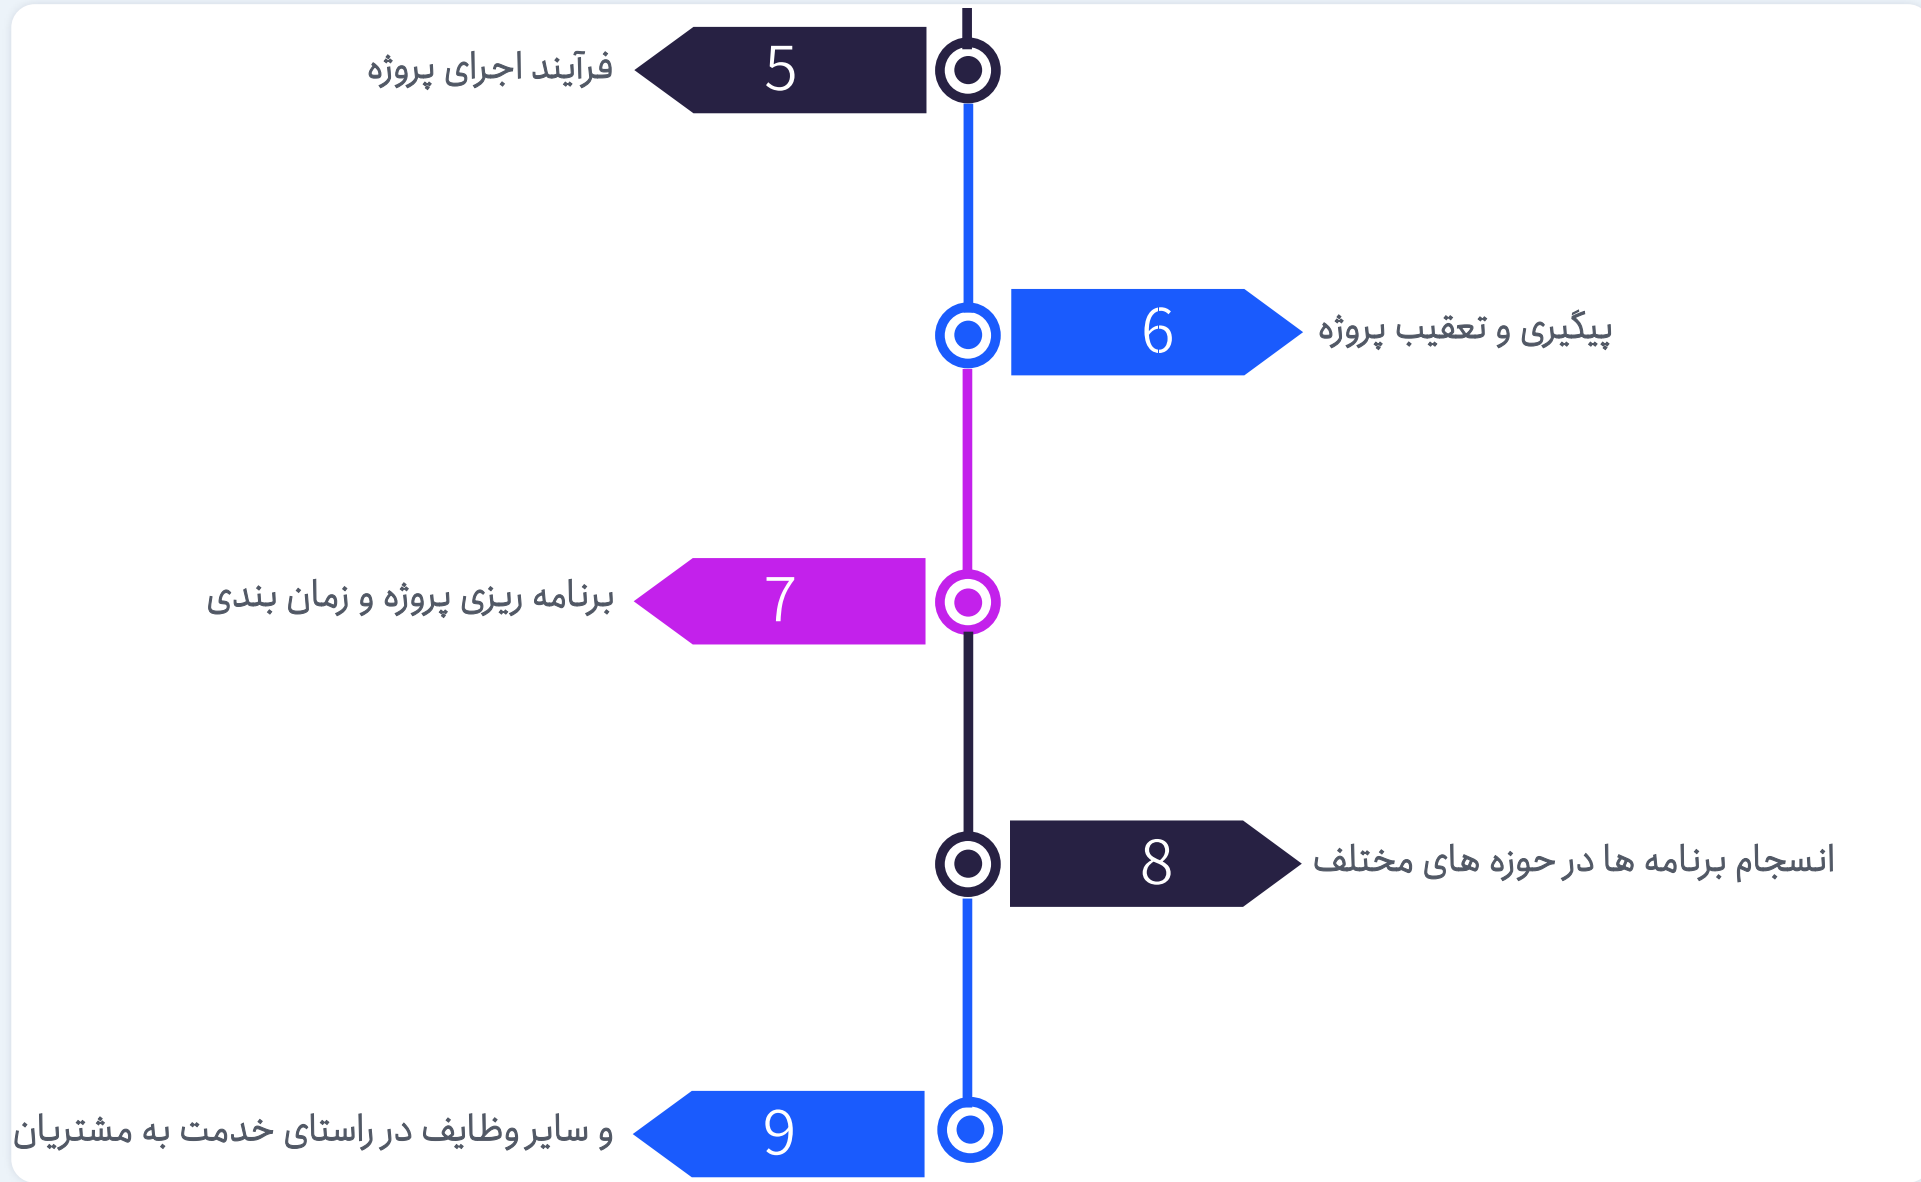 5
فرآیند اجرای پروژه
6
پیگیری و تعقیب پروژه
7
برنامه ریزی پروژه و زمان بندی
8
انسجام برنامه ها در حوزه های مختلف
9
و سایر وظایف در راستای خدمت به مشتریان